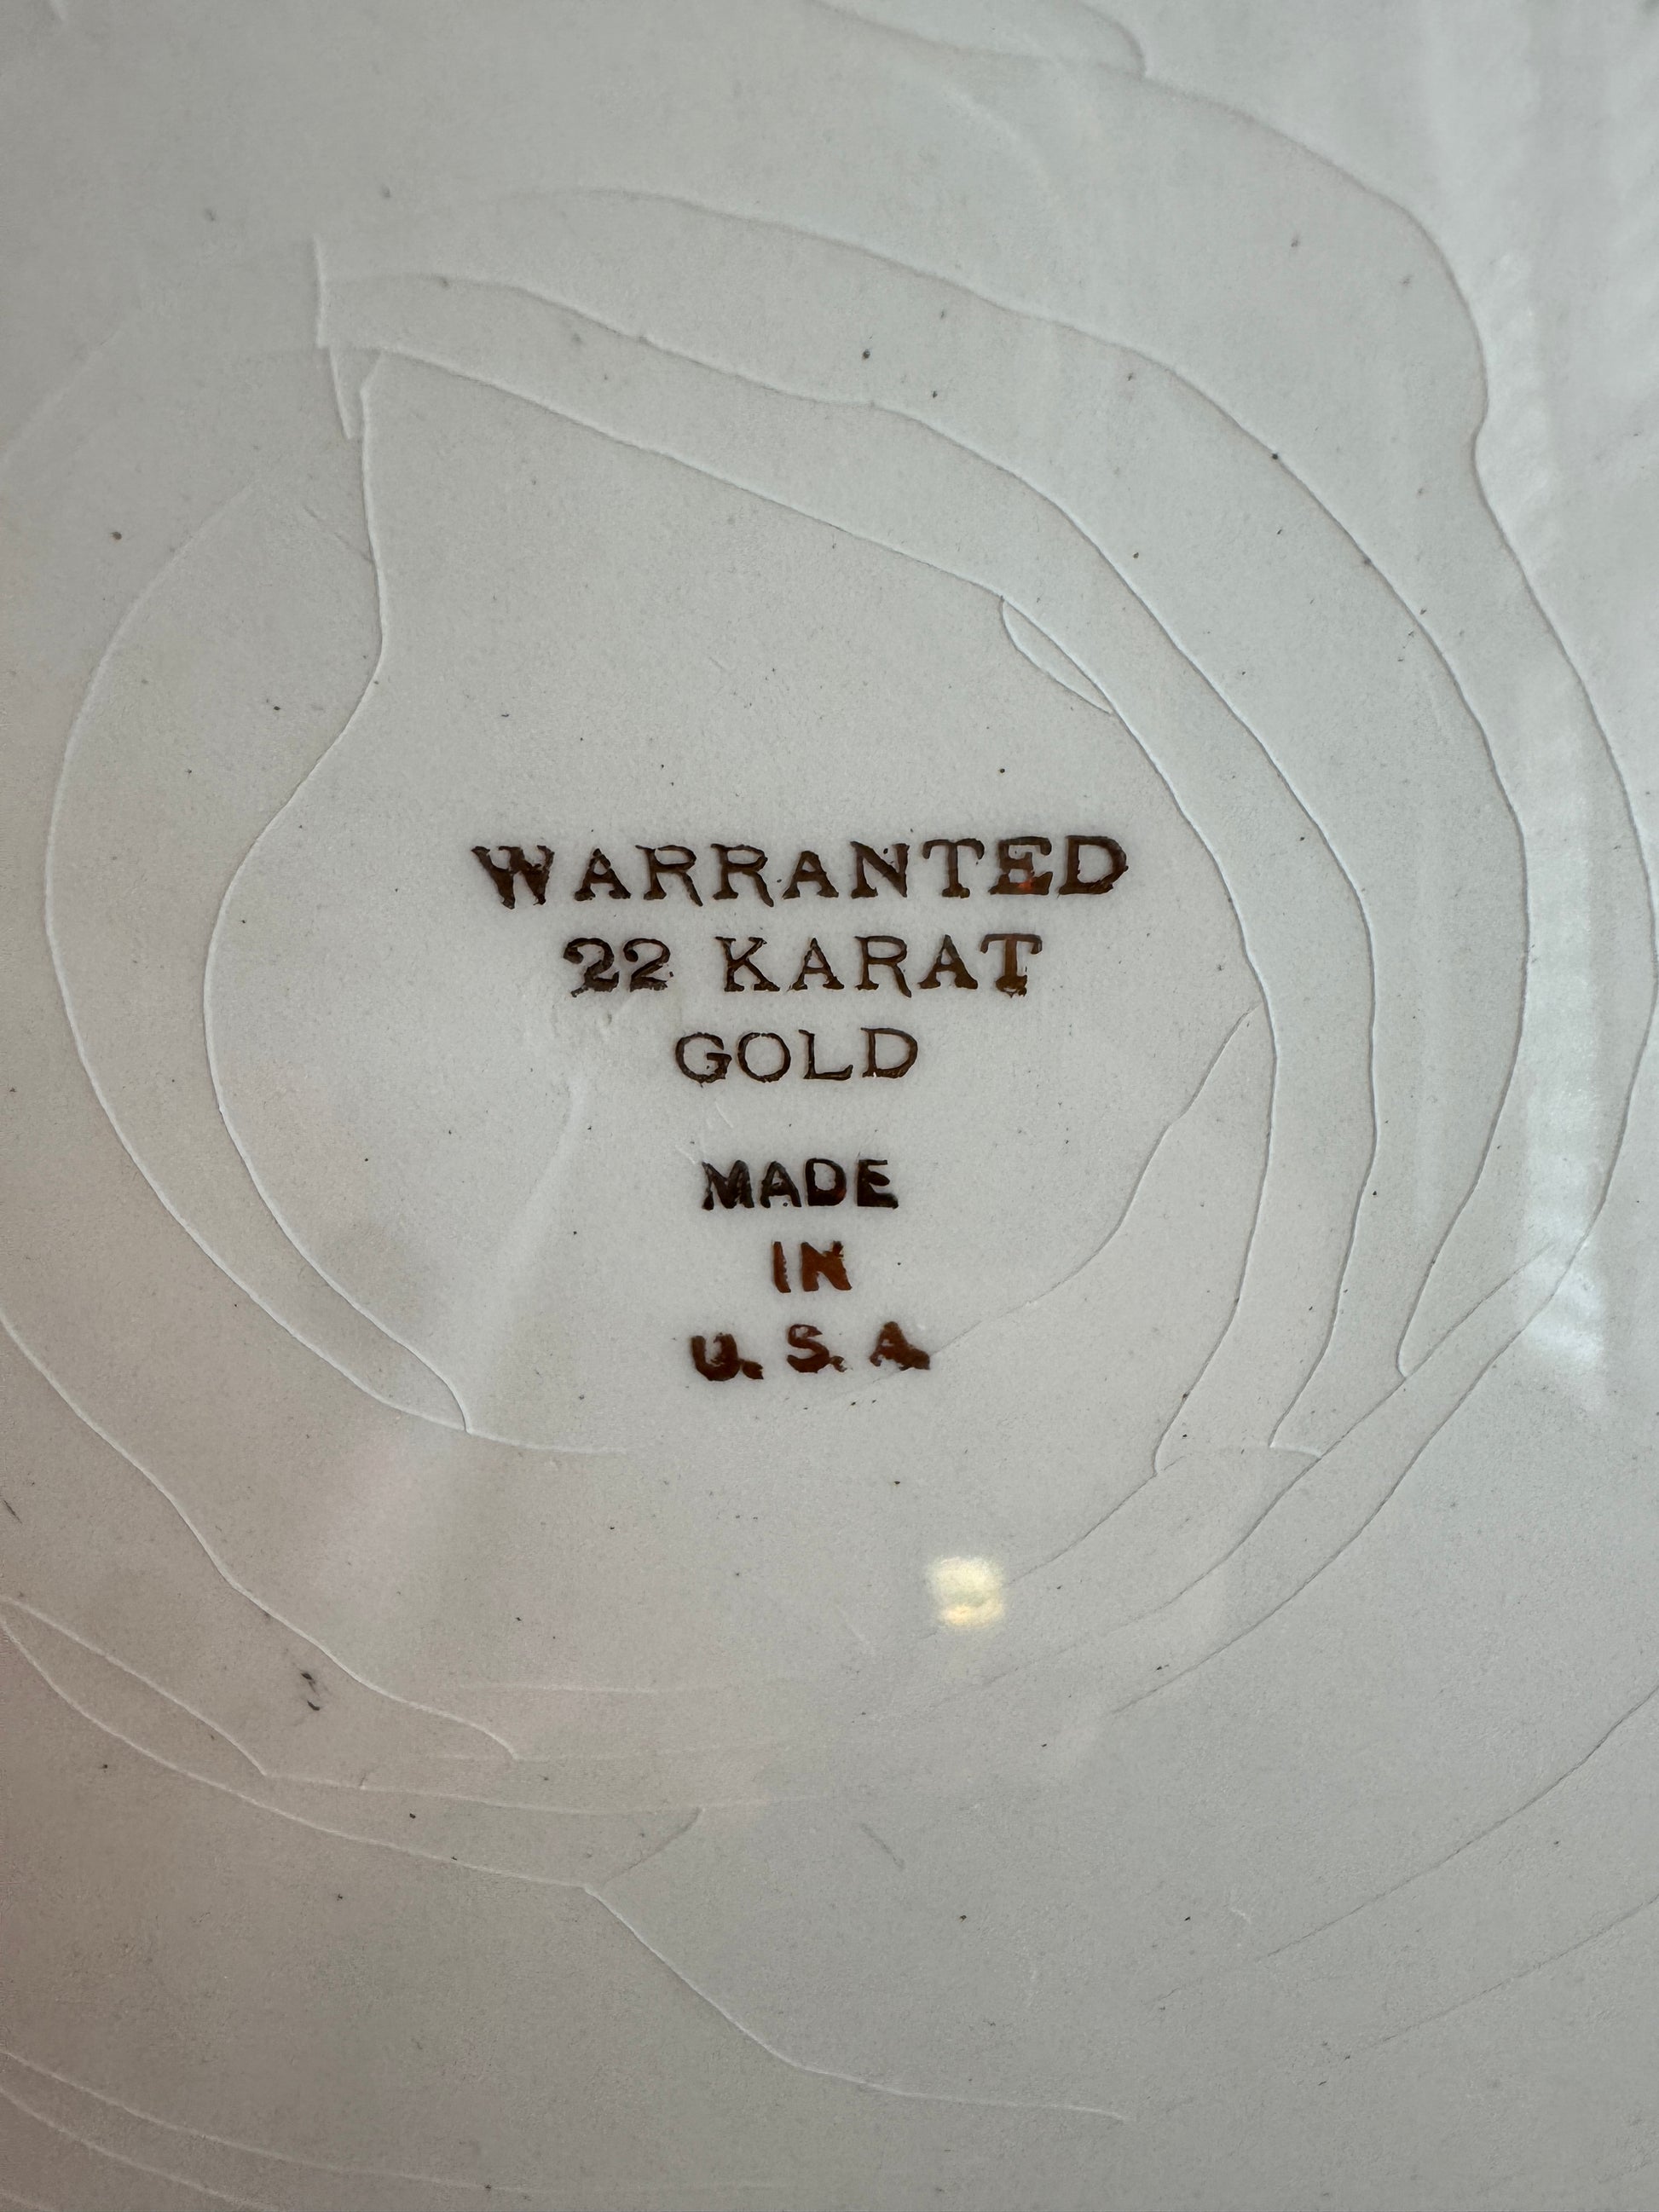 WARRANTED
22 KARAT
GOLD
MADE
IN
U.S.A.